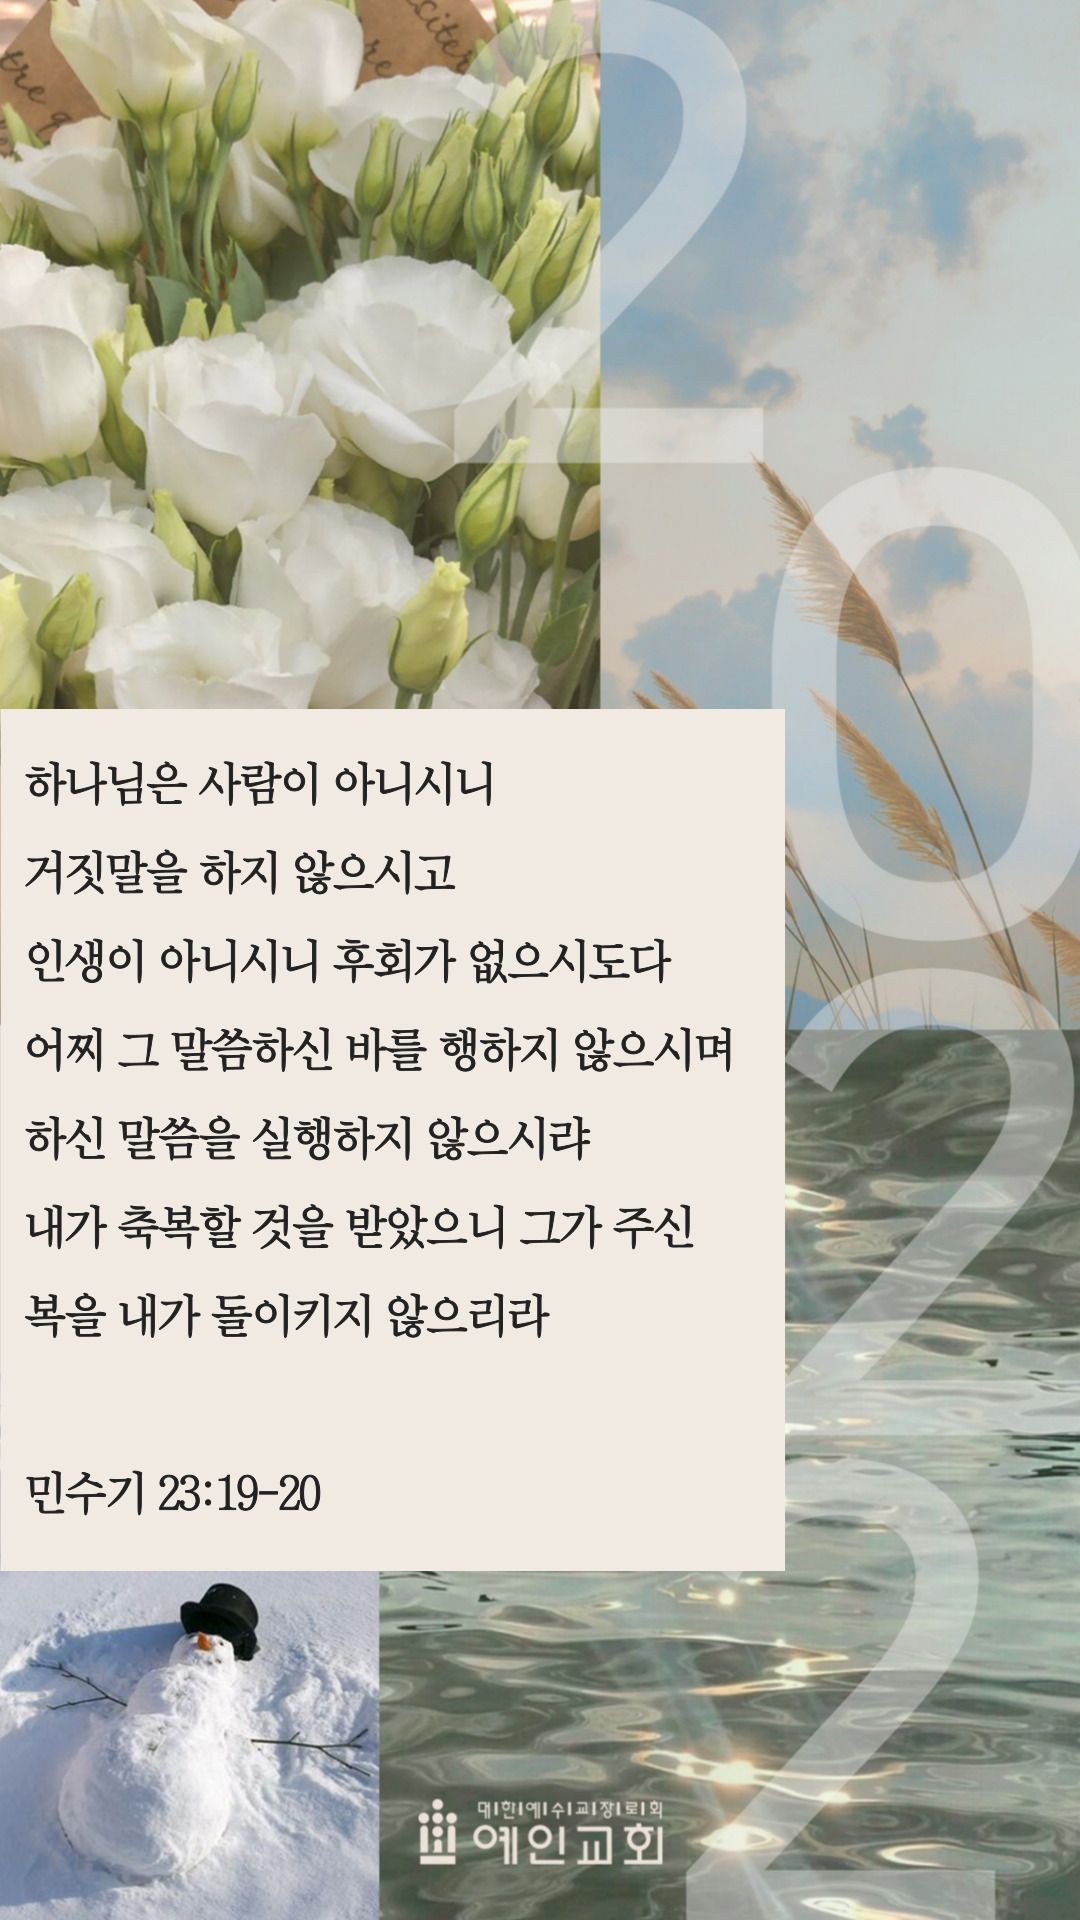 2
0
2
2
하나님은 사람이 아니시니
거짓말을 하지 않으시고
인생이 아니시니 후회가 없으시도다
어찌 그 말씀하신 바를 행하지 않으시며
하신 말씀을 실행하지 않으시랴
내가 축복할 것을 받았으니 그가 주신
복을 내가 돌이키지 않으리라
민수기 23:19-20
대한예수교장로회
예인교회